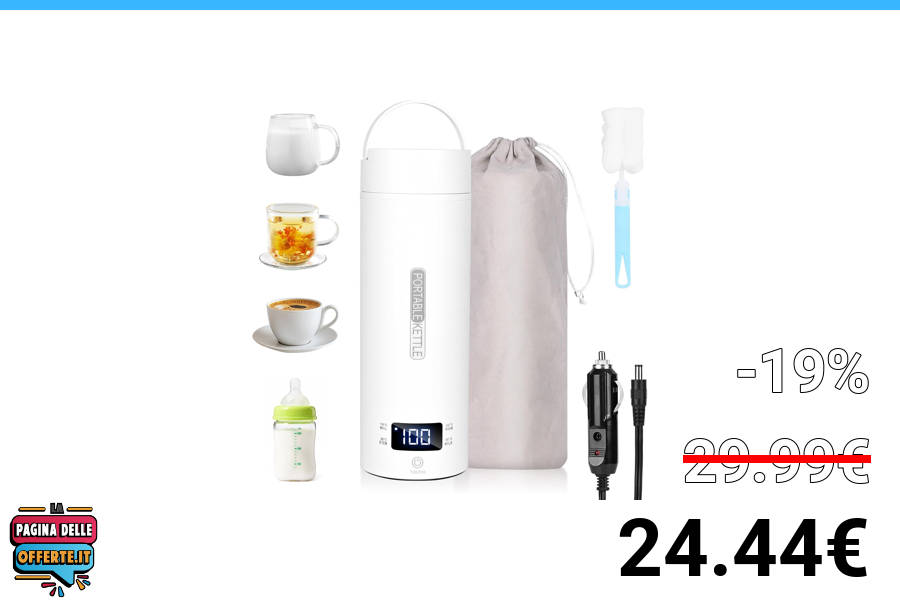 PORTABLE KETTLE
100
-19%
29.99€
24.44€
LA
PAGINA DELLE
OFFERTE.IT